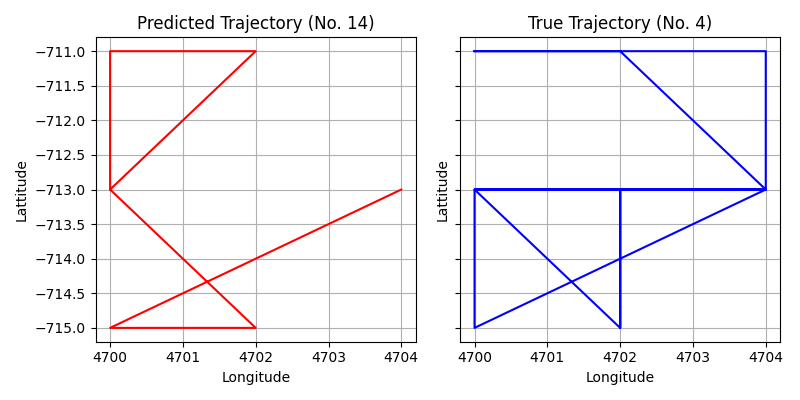 Predicted Trajectory (No. 14)
True Trajectory (No. 4)
−711.0
−711.5
−712.0
−712.5
−713.0
−713.5
−714.0
−714.5
−715.0
Lattitude
Lattitude
4700 4701 4702 4703 4704
4700 4701 4702 4703 4704
Longitude
Longitude